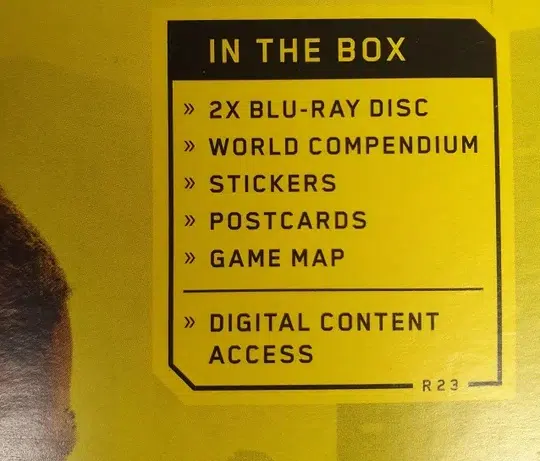 IN THE BOX
» 2X BLU-RAY DISC
» WORLD COMPENDIUM
» STICKERS
» POSTCARDS
» GAME MAP
» DIGITAL CONTENT
ACCESS
R23